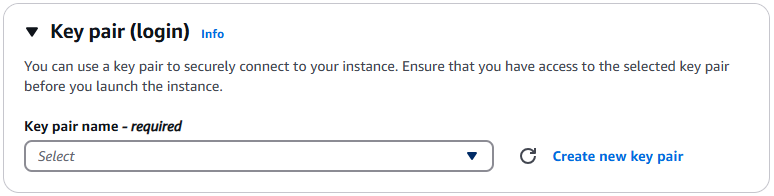 Key pair (login) Info
You can use a key pair to securely connect to your instance. Ensure that you have access to the selected key pair
before you launch the instance.
Key pair name - required
Select
Create new key pair